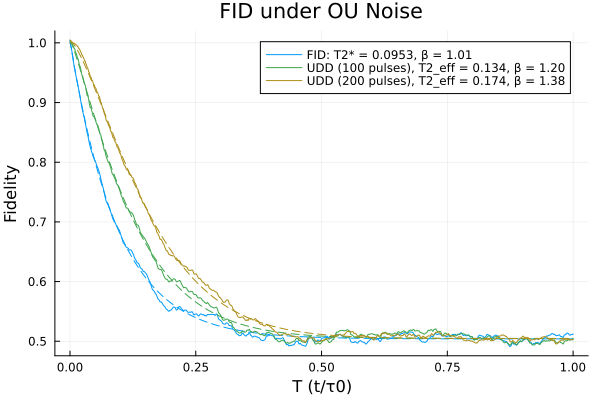 FID under OU Noise
FID: T2* = 0.0953, β = 1.01
UDD (100 pulses), T2_eff = 0.134, β = 1.20
UDD (200 pulses), T2_eff = 0.174, β = 1.38
Fidelity
1.0
0.9
0.8
0.7
0.6
0.5
0.00
0.25
0.50
0.75
1.00
T (t/τ0)